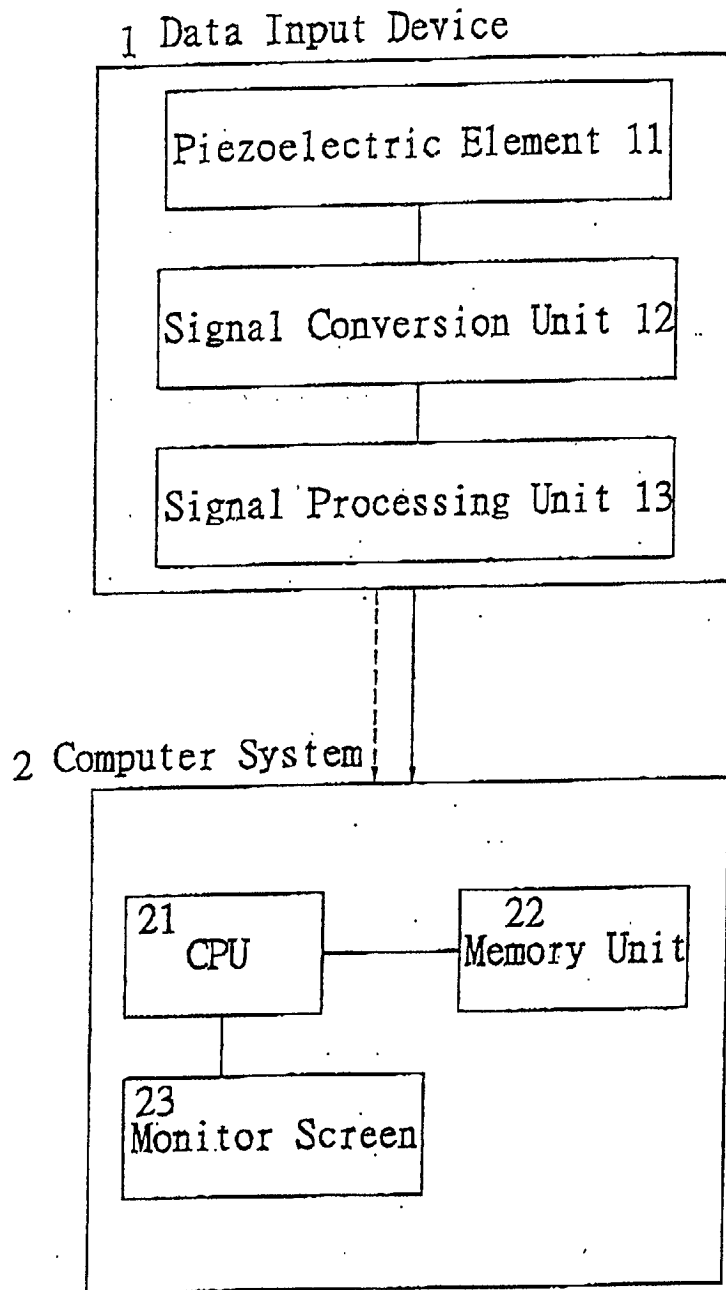 1 Data Input Device
Piezoelectric Element 11
Signal Conversion Unit 12
Signal Processing Unit 13
2 Computer System
21
CPU
22
Memory Unit
23
Monitor Screen